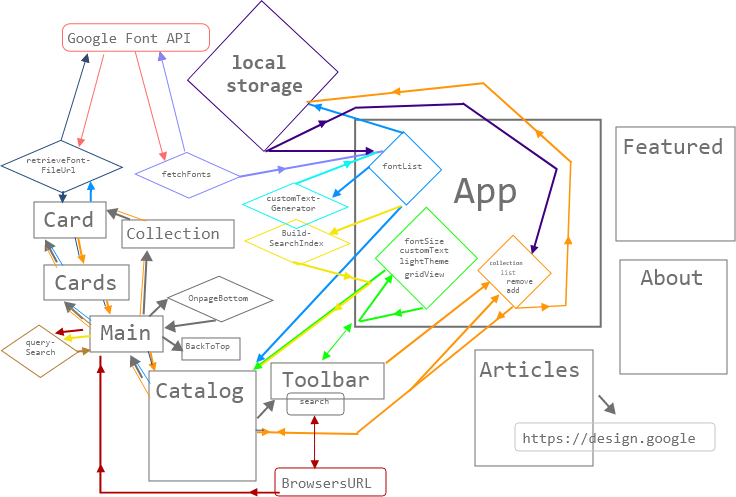 Google Font API
local
storage
Featured
retrieveFont-
FileUrl
fetchFonts
fontList
App
customText-
Generator
Card
Collection
Build-
SearchIndex
fontSize
customText
lightTheme
gridView
collection
list
remove
add
About
Cards
OnpageBottom
Main
query-
Search
BackToTop
Catalog
Toolbar
search
Articles
https://design.google
BrowsersURL